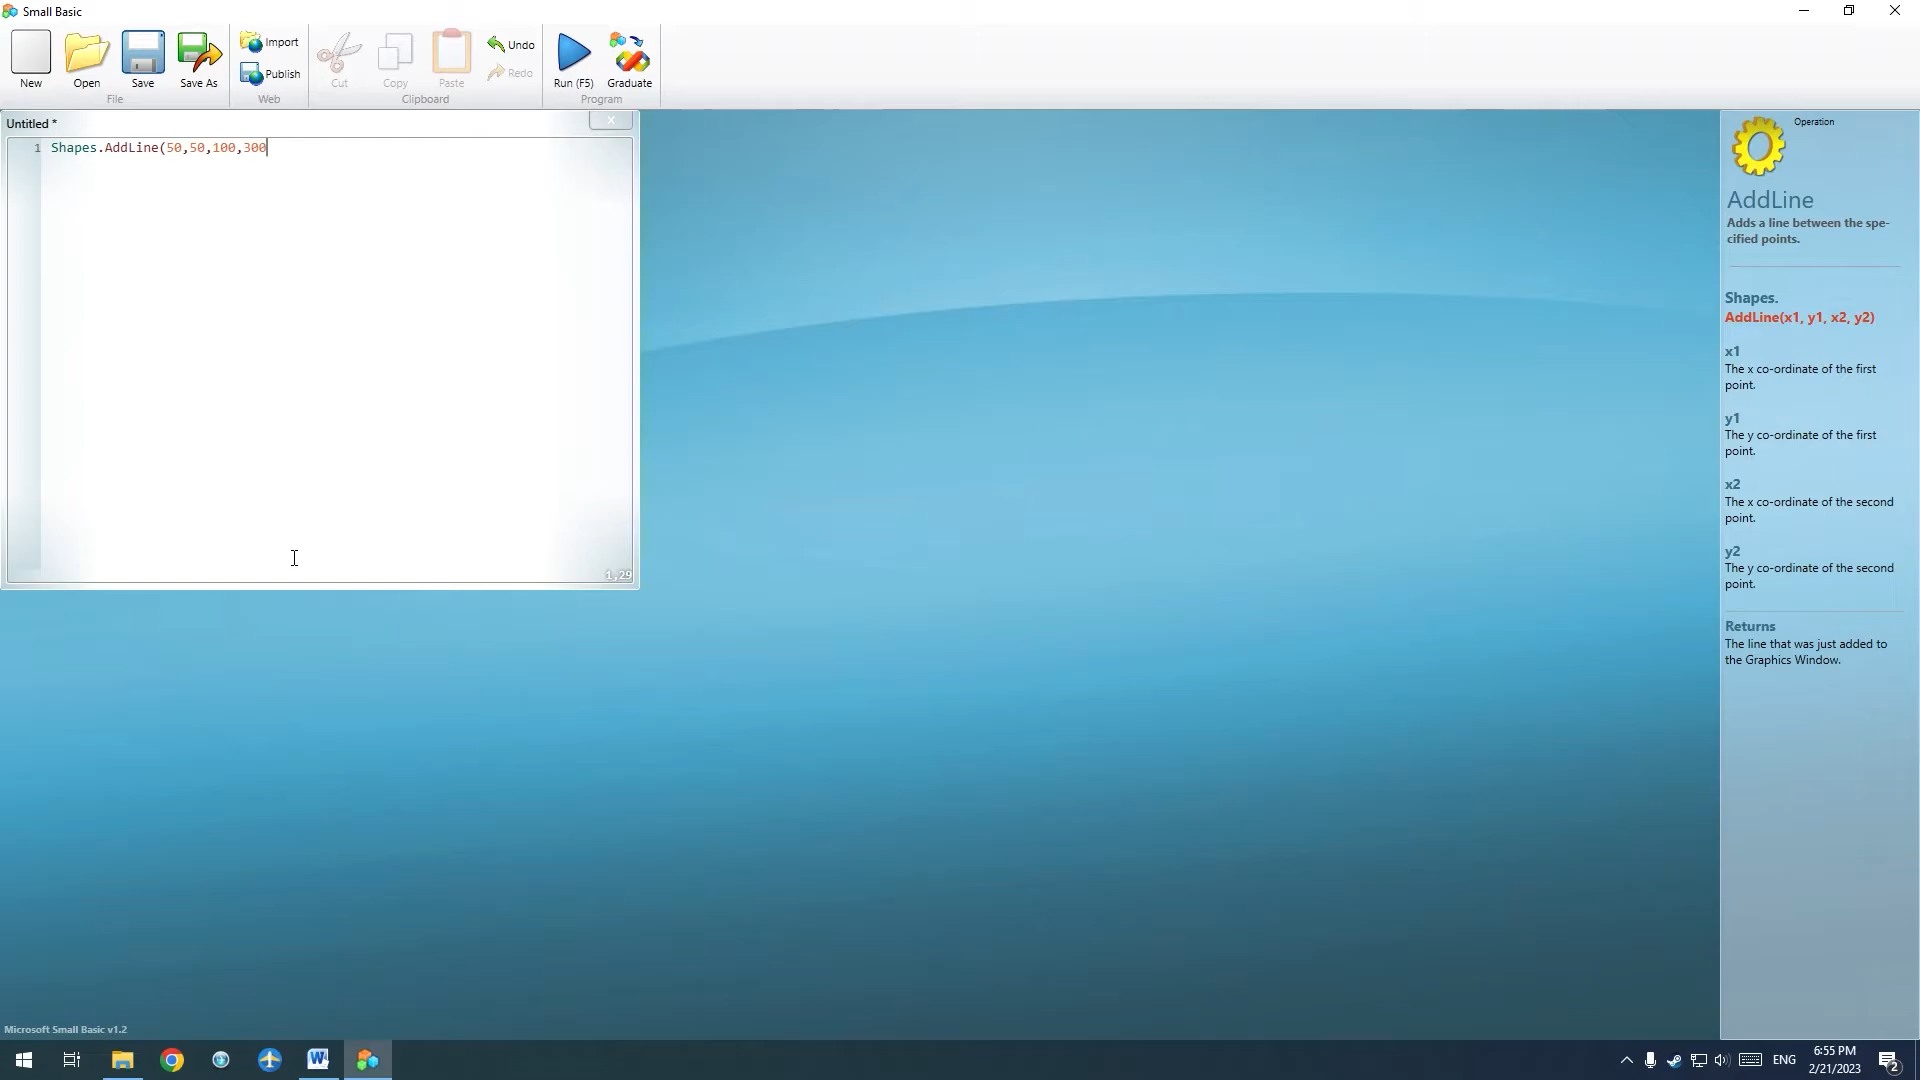 Small Basic
New
Open
Save
Save As
File
Import
Publish
Web
Cut
Copy
Paste
Undo
Redo
Clipboard
Run (F5)
Graduate
Program
Untitled *
1 Shapes.AddLine(50,50,100,300
1,29
Operation
AddLine
Adds a line between the spe-
cified points.
Shapes.
AddLine(x1, y1, x2, y2)
x1
The x co-ordinate of the first
point.
y1
The y co-ordinate of the first
point.
x2
The x co-ordinate of the second
point.
y2
The y co-ordinate of the second
point.
Returns
The line that was just added to
the Graphics Window.
Microsoft Small Basic v1.2
ENG
6:55 PM
2/21/2023
2